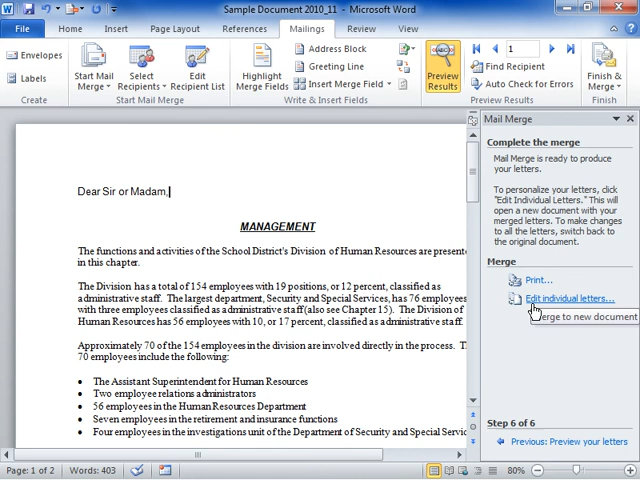 Sample Document 2010_11 - Microsoft Word
File Home Insert Page Layout References Mailings Review View
Envelopes
Labels
Create
Start Mail Merge
Select Recipients
Edit Recipient List
Start Mail Merge
Highlight Merge Fields
Address Block
Greeting Line
Insert Merge Field
Write & Insert Fields
Preview Results
ABC
1
Find Recipient
Auto Check for Errors
Preview Results
Finish & Merge
Finish
Dear Sir or Madam,
MANAGEMENT
The functions and activities of the School District's Division of Human Resources are presente
in this chapter.
The Division has a total of 154 employees with 19 positions, or 12 percent, classified as
administrative staff. The largest department, Security and Special Services, has 76 employees
with three employees classified as administrative staff (also see Chapter 15). The Division of
Human Resources has 56 employees with 10, or 17 percent, classified as administrative staff.
Approximately 70 of the 154 employees in the division are involved directly in the process. Th
70 employees include the following:
• The Assistant Superintendent for Human Resources
• Two employee relations administrators
• 56 employees in the Human Resources Department
• Seven employees in the retirement and insurance functions
• Four employees in the investigations unit of the Department of Security and Special Servic
Mail Merge
Complete the merge
Mail Merge is ready to produce
your letters.
To personalize your letters, click
"Edit Individual Letters." This will
open a new document with your
merged letters. To make changes
to all the letters, switch back to
the original document.
Merge
Print...
Edit individual letters...
Merge to new document
Step 6 of 6
Previous: Preview your letters
Page: 1 of 2 Words: 403 80%